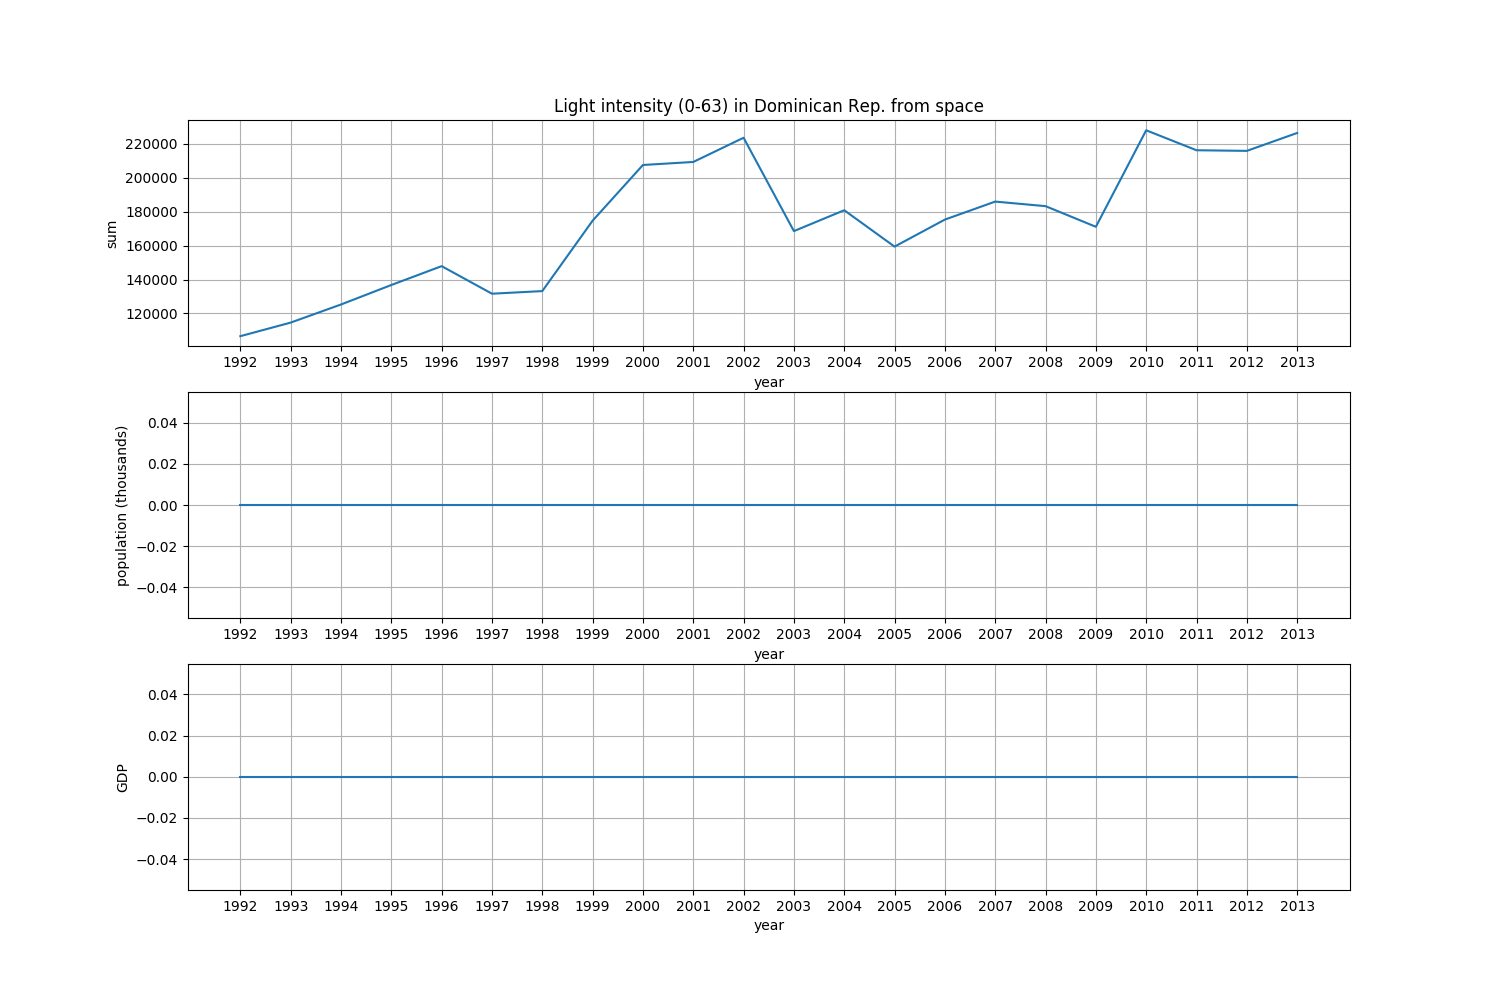 Light intensity (0-63) in Dominican Rep. from space
220000
200000
180000
160000
140000
120000
sum
1992 1993 1994 1995 1996 1997 1998 1999 2000 2001 2002 2003 2004 2005 2006 2007 2008 2009 2010 2011 2012 2013
year
0.04
0.02
0.00
−0.02
−0.04
population (thousands)
1992 1993 1994 1995 1996 1997 1998 1999 2000 2001 2002 2003 2004 2005 2006 2007 2008 2009 2010 2011 2012 2013
year
0.04
0.02
0.00
−0.02
−0.04
GDP
1992 1993 1994 1995 1996 1997 1998 1999 2000 2001 2002 2003 2004 2005 2006 2007 2008 2009 2010 2011 2012 2013
year